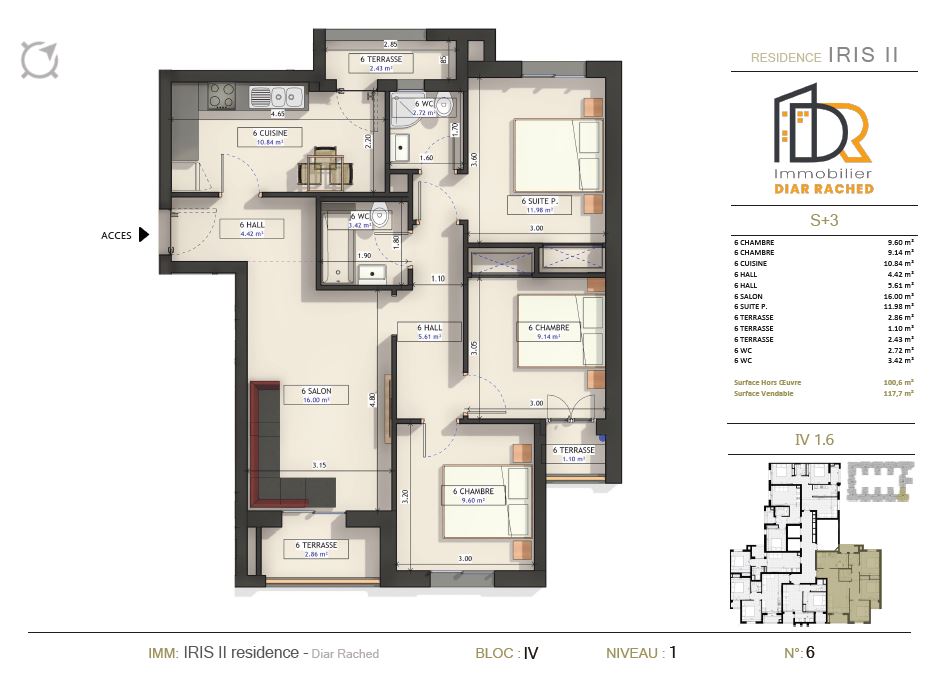 RESIDENCE IRIS II
DR
Immobilier
DIAR RACHED
S+3
6 CHAMBRE 9.60 m²
6 CHAMBRE 9.14 m²
6 CUISINE 10.84 m²
6 HALL 4.42 m²
6 HALL 5.61 m²
6 SALON 16.00 m²
6 SUITE P. 11.98 m²
6 TERRASSE 2.86 m²
6 TERRASSE 1.10 m²
6 TERRASSE 2.43 m²
6 WC 2.72 m²
6 WC 3.42 m²
Surface Hors Œuvre 100,6 m²
Surface Vendable 117,7 m²
IV 1.6
2.85
6 TERRASSE
2.43 m²
.85
4.65
6 CUISINE
10.84 m²
2.20
6 WC
2.72 m²
1.70
1.60
3.60
6 SUITE P.
11.98 m²
3.00
ACCES
6 HALL
4.42 m²
6 WC
3.42 m²
1.80
1.90
1.10
6 HALL
5.61 m²
6 CHAMBRE
9.14 m²
3.05
3.00
6 SALON
16.00 m²
4.80
3.15
6 TERRASSE
1.10 m²
6 CHAMBRE
9.60 m²
3.20
3.00
6 TERRASSE
2.86 m²
IMM: IRIS II residence - Diar Rached
BLOC : IV
NIVEAU : 1
N°: 6